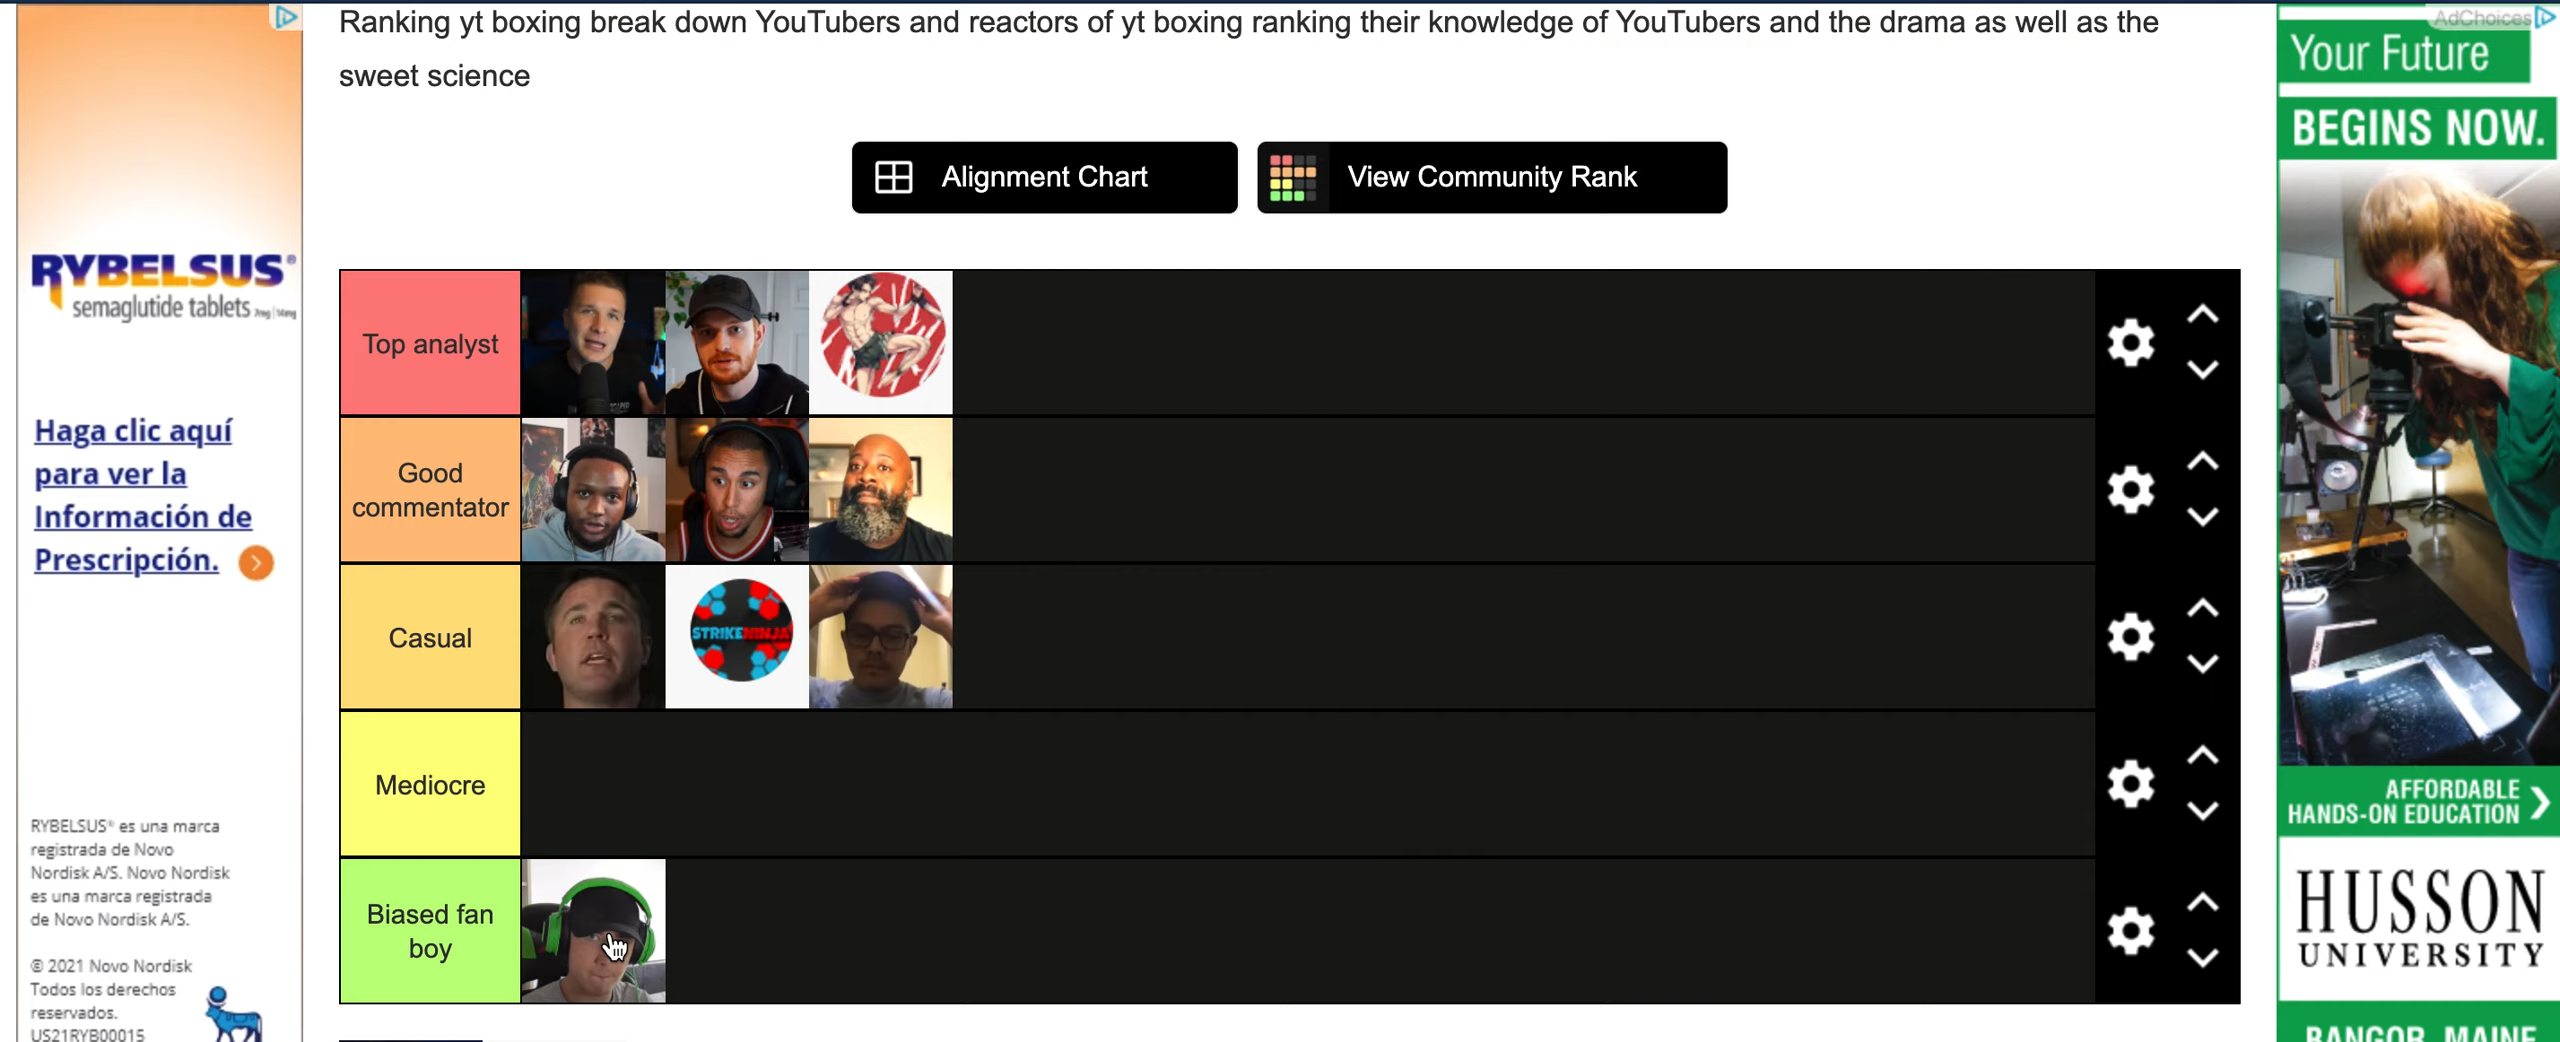 Ranking yt boxing break down YouTubers and reactors of yt boxing ranking their knowledge of YouTubers and the drama as well as the
sweet science
Alignment Chart
View Community Rank
Top analyst
Good
commentator
Casual
STRIKENINJA
Mediocre
Biased fan
boy
RYBELSUS®
semaglutide tablets
Haga clic aquí
para ver la
Información de
Prescripción.
RYBELSUS® es una marca
registrada de Novo
Nordisk A/S. Novo Nordisk
es una marca registrada
de Novo Nordisk A/S.
© 2021 Novo Nordisk
Todos los derechos
reservados.
US21RYB00015
AdChoices
Your Future
BEGINS NOW.
AFFORDABLE
HANDS-ON EDUCATION
HUSSON
UNIVERSITY
BANGOR, MAINE